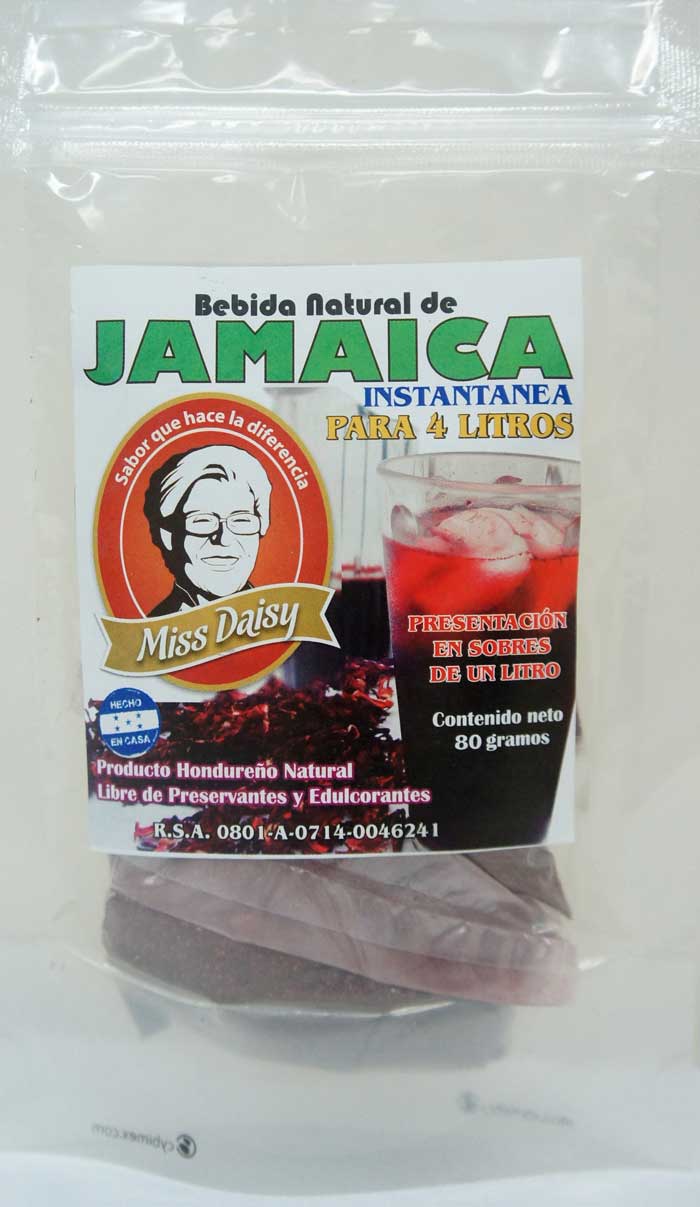 Bebida Natural de
JAMAICA
INSTANTANEA
PARA 4 LITROS
Sabor que hace la diferencia
Miss Daisy
PRESENTACIÓN
EN SOBRES
DE UN LITRO
Contenido neto
80 gramos
HECHO
EN CASA
Producto Hondureño Natural
Libre de Preservantes y Edulcorantes
R.S.A. 0801-A-0714-0046241
cybimex.com